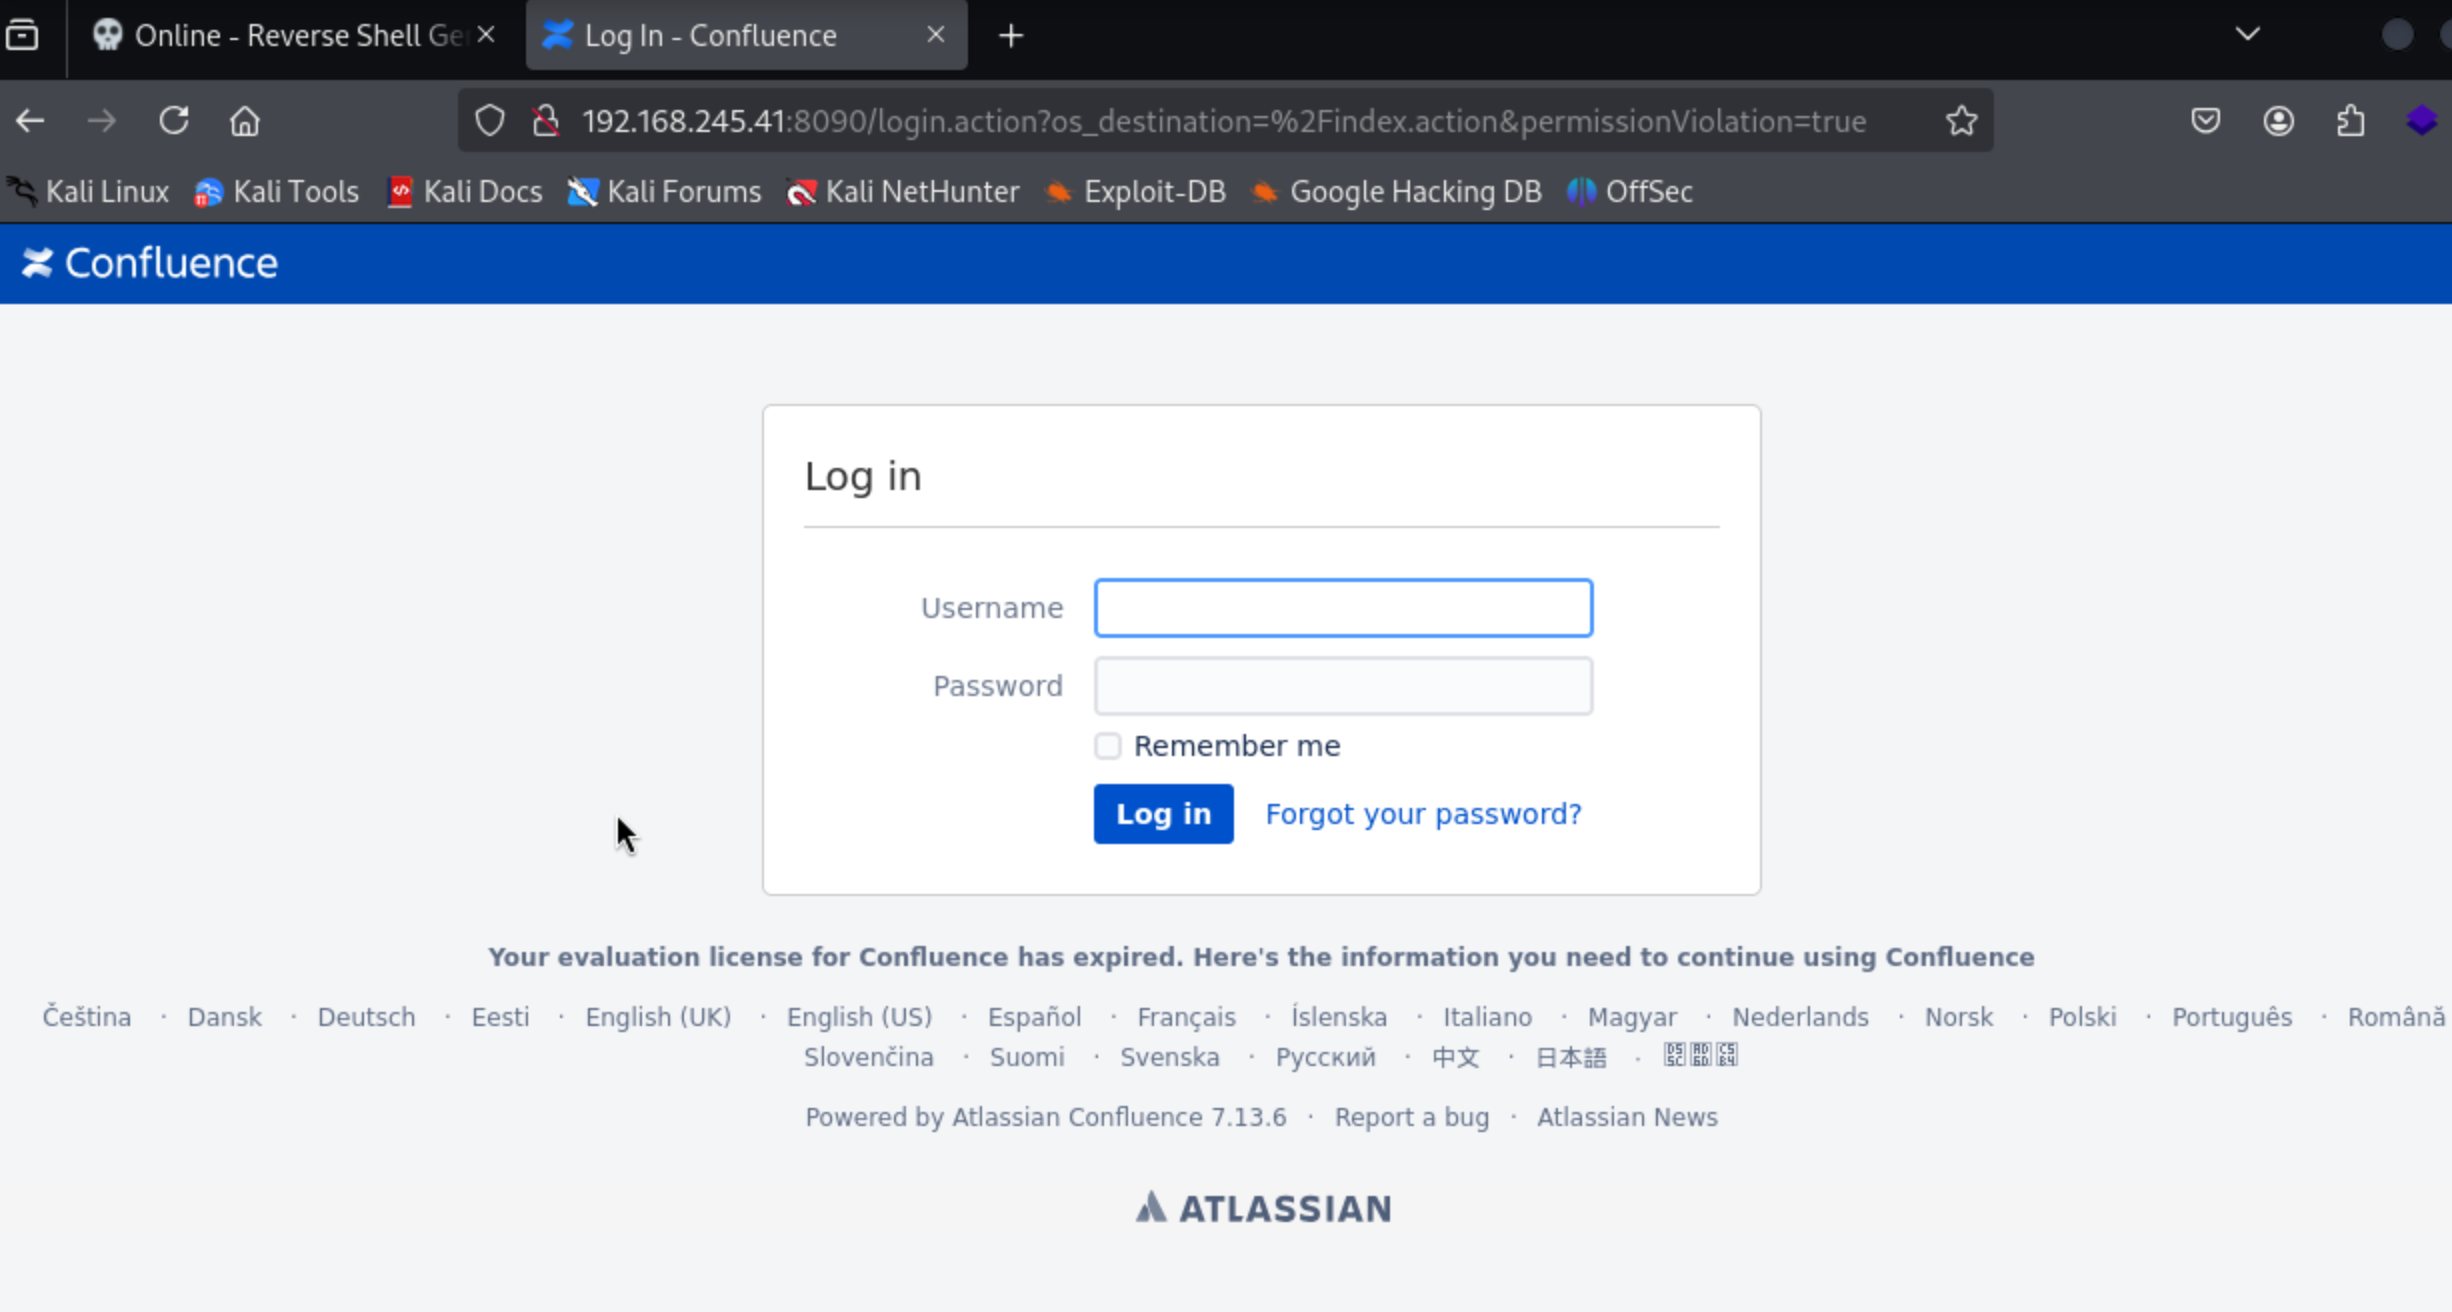 Online - Reverse Shell Ge
Log In - Confluence
192.168.245.41:8090/login.action?os_destination=%2Findex.action&permissionViolation=true
Kali Linux Kali Tools Kali Docs Kali Forums Kali NetHunter Exploit-DB Google Hacking DB OffSec
Confluence
Log in
Username
Password
Remember me
Log in Forgot your password?
Your evaluation license for Confluence has expired. Here's the information you need to continue using Confluence
Čeština · Dansk · Deutsch · Eesti · English (UK) · English (US) · Español · Français · Íslenska · Italiano · Magyar · Nederlands · Norsk · Polski · Português · Română
Slovenčina · Suomi · Svenska · Русский · 中文 · 日本語 ·
Powered by Atlassian Confluence 7.13.6 · Report a bug · Atlassian News
ATLASSIAN